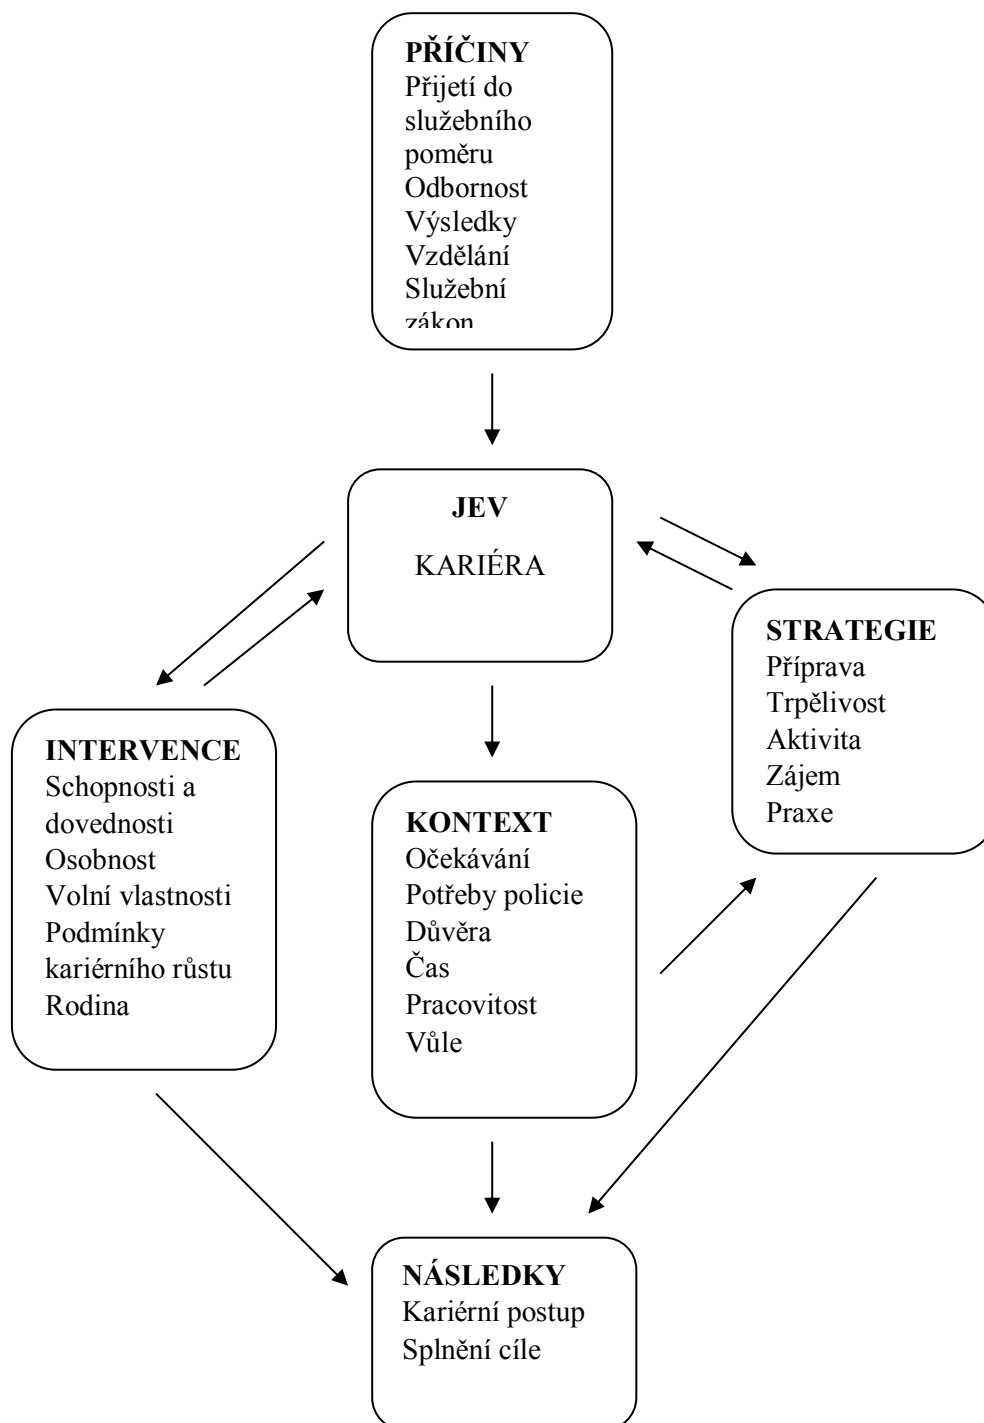 PŘÍČINY
Přijetí do
služebního
poměru
Odbornost
Výsledky
Vzdělání
Služební
zákon
JEV
KARIÉRA
STRATEGIE
Příprava
Trpělivost
Aktivita
Zájem
Praxe
INTERVENCE
Schopnosti a
dovednosti
Osobnost
Volní vlastnosti
Podmínky
kariérního růstu
Rodina
KONTEXT
Očekávání
Potřeby policie
Důvěra
Čas
Pracovitost
Vůle
NÁSLEDKY
Kariérní postup
Splnění cíle